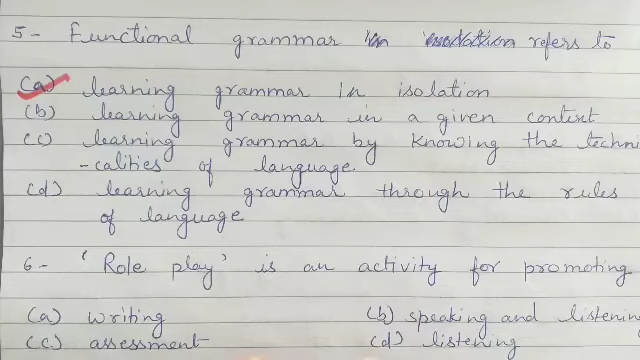 5- Functional grammar in refers to
(a) learning grammar in isolation
(b) learning grammar in a given context
(c) learning grammar by knowing the techni
-calities of language.
(d) learning grammar through the rules
of language
6- 'Role play' is an activity for promoting
(a) writing (b) speaking and listening
(c) assessment (d) listening